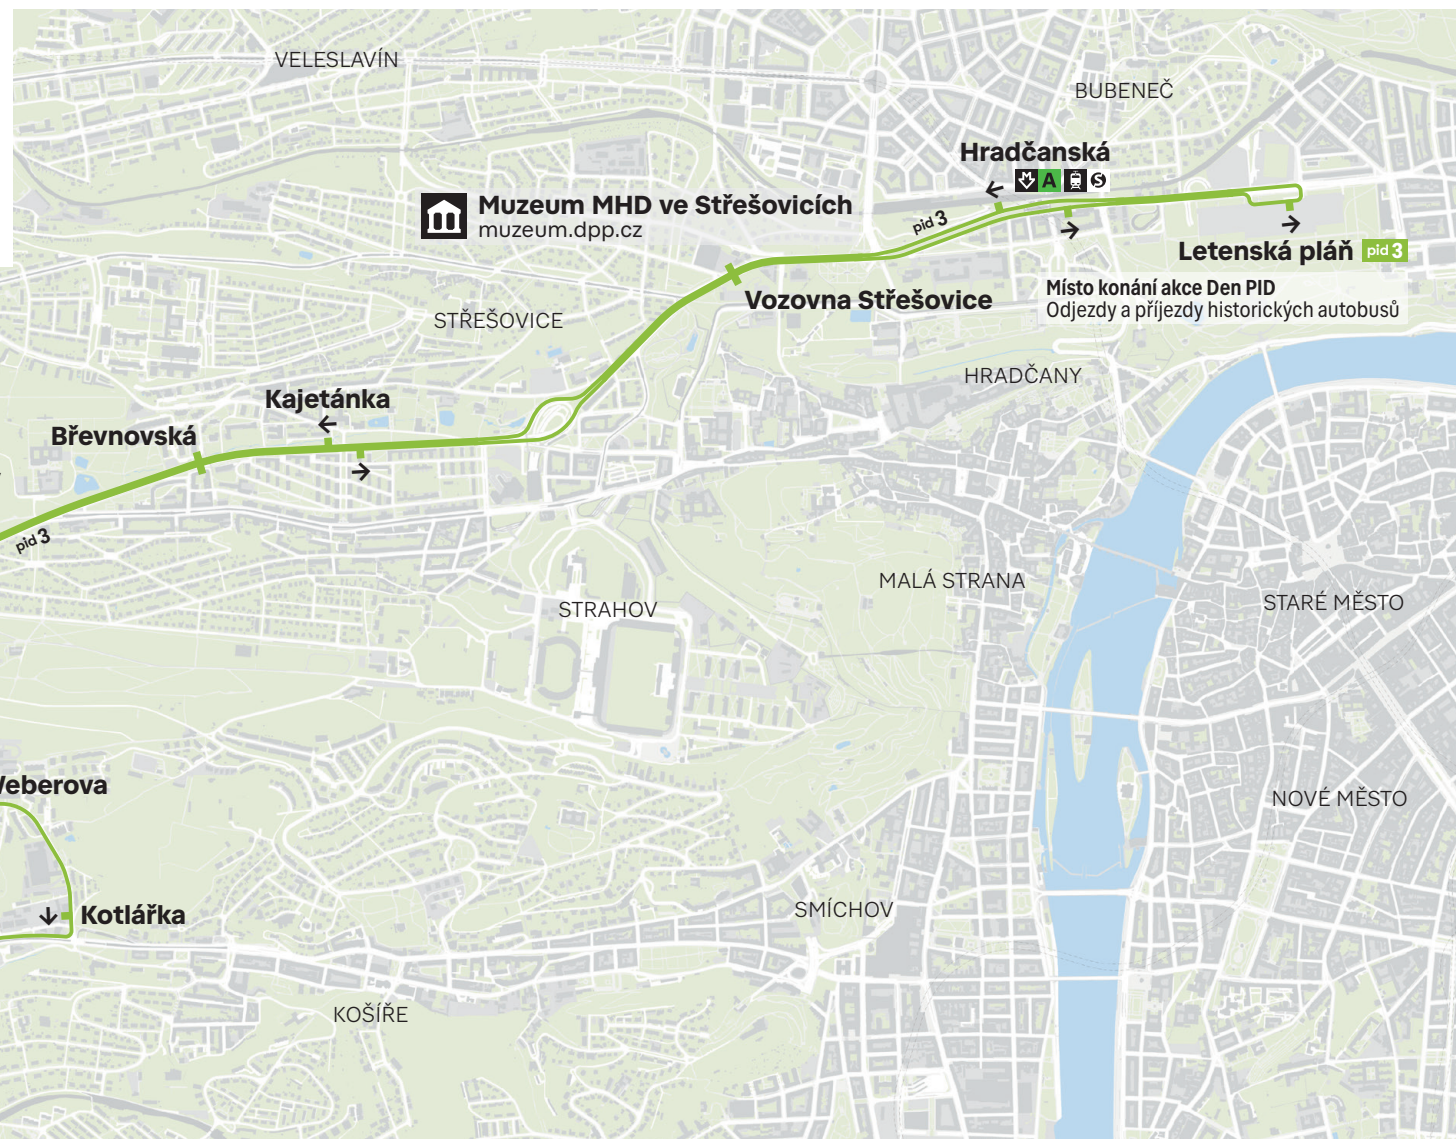 VELESLAVÍN
BUBENEČ
Hradčanská
A S
Muzeum MHD ve Střešovicích
muzeum.dpp.cz
pid 3
Letenská pláň pid 3
Místo konání akce Den PID
Odjezdy a příjezdy historických autobusů
Vozovna Střešovice
STŘEŠOVICE
HRADČANY
Kajetánka
Břevnovská
pid 3
MALÁ STRANA
STARÉ MĚSTO
STRAHOV
eberova
NOVÉ MĚSTO
Kotlářka
SMÍCHOV
KOŠÍŘE